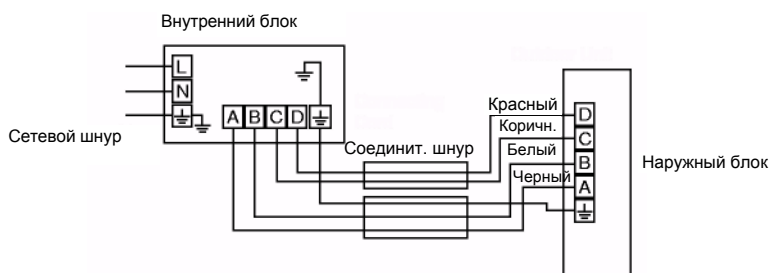 Внутренний блок
L
N
Сетевой шнур
A B C D
Соединит. шнур
Красный
Коричн.
Белый
Черный
D
C
B
A
Наружный блок